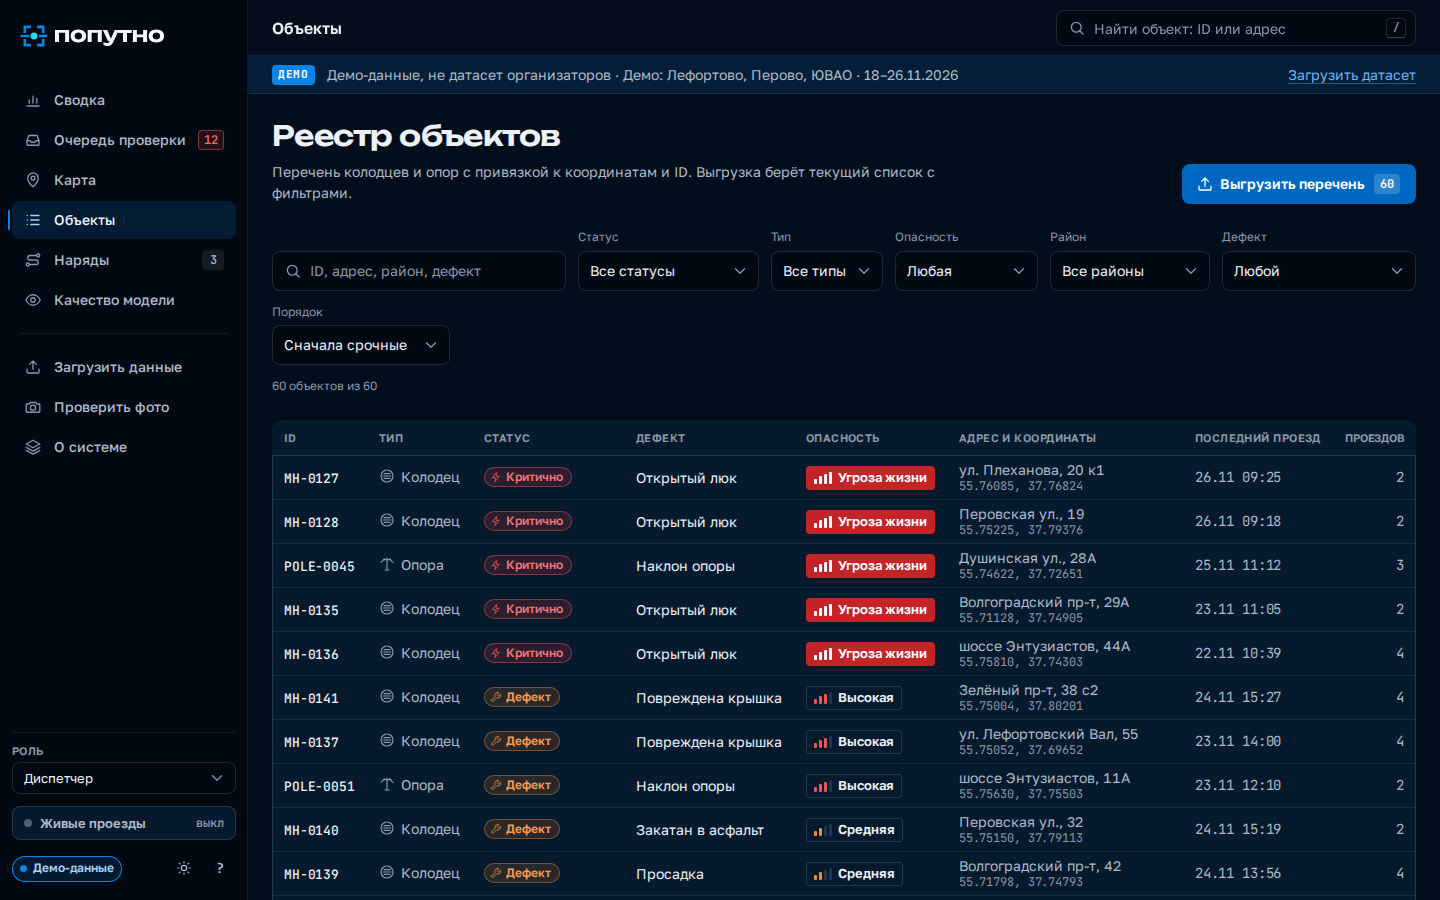 ПОПУТНО
Сводка
Очередь проверки 12
Карта
Объекты
Наряды 3
Качество модели
Загрузить данные
Проверить фото
О системе
РОЛЬ
Диспетчер
Живые проезды ВЫКЛ
Демо-данные ?
Объекты
Найти объект: ID или адрес /
ДЕМО Демо-данные, не датасет организаторов · Демо: Лефортово, Перово, ЮВАО · 18–26.11.2026 Загрузить датасет
Реестр объектов
Перечень колодцев и опор с привязкой к координатам и ID. Выгрузка берёт текущий список с
фильтрами.
Выгрузить перечень 60
Статус Тип Опасность Район Дефект
ID, адрес, район, дефект Все статусы Все типы Любая Все районы Любой
Порядок
Сначала срочные
60 объектов из 60
ID ТИП СТАТУС ДЕФЕКТ ОПАСНОСТЬ АДРЕС И КООРДИНАТЫ ПОСЛЕДНИЙ ПРОЕЗД ПРОЕЗДОВ
MH-0127 Колодец Критично Открытый люк Угроза жизни ул. Плеханова, 20 к1 26.11 09:25 2
55.76085, 37.76824
MH-0128 Колодец Критично Открытый люк Угроза жизни Перовская ул., 19 26.11 09:18 2
55.75225, 37.79376
POLE-0045 Опора Критично Наклон опоры Угроза жизни Душинская ул., 28А 25.11 11:12 3
55.74622, 37.72651
MH-0135 Колодец Критично Открытый люк Угроза жизни Волгоградский пр-т, 29А 23.11 11:05 2
55.71128, 37.74905
MH-0136 Колодец Критично Открытый люк Угроза жизни шоссе Энтузиастов, 44А 22.11 10:39 4
55.75810, 37.74303
MH-0141 Колодец Дефект Повреждена крышка Высокая Зелёный пр-т, 38 с2 24.11 15:27 4
55.75004, 37.80201
MH-0137 Колодец Дефект Повреждена крышка Высокая ул. Лефортовский Вал, 55 23.11 14:00 4
55.75052, 37.69652
POLE-0051 Опора Дефект Наклон опоры Высокая шоссе Энтузиастов, 11А 23.11 12:10 2
55.75630, 37.75503
MH-0140 Колодец Дефект Закатан в асфальт Средняя Перовская ул., 32 24.11 15:19 2
55.75150, 37.79113
MH-0139 Колодец Дефект Просадка Средняя Волгоградский пр-т, 42 24.11 13:56 4
55.71798, 37.74793